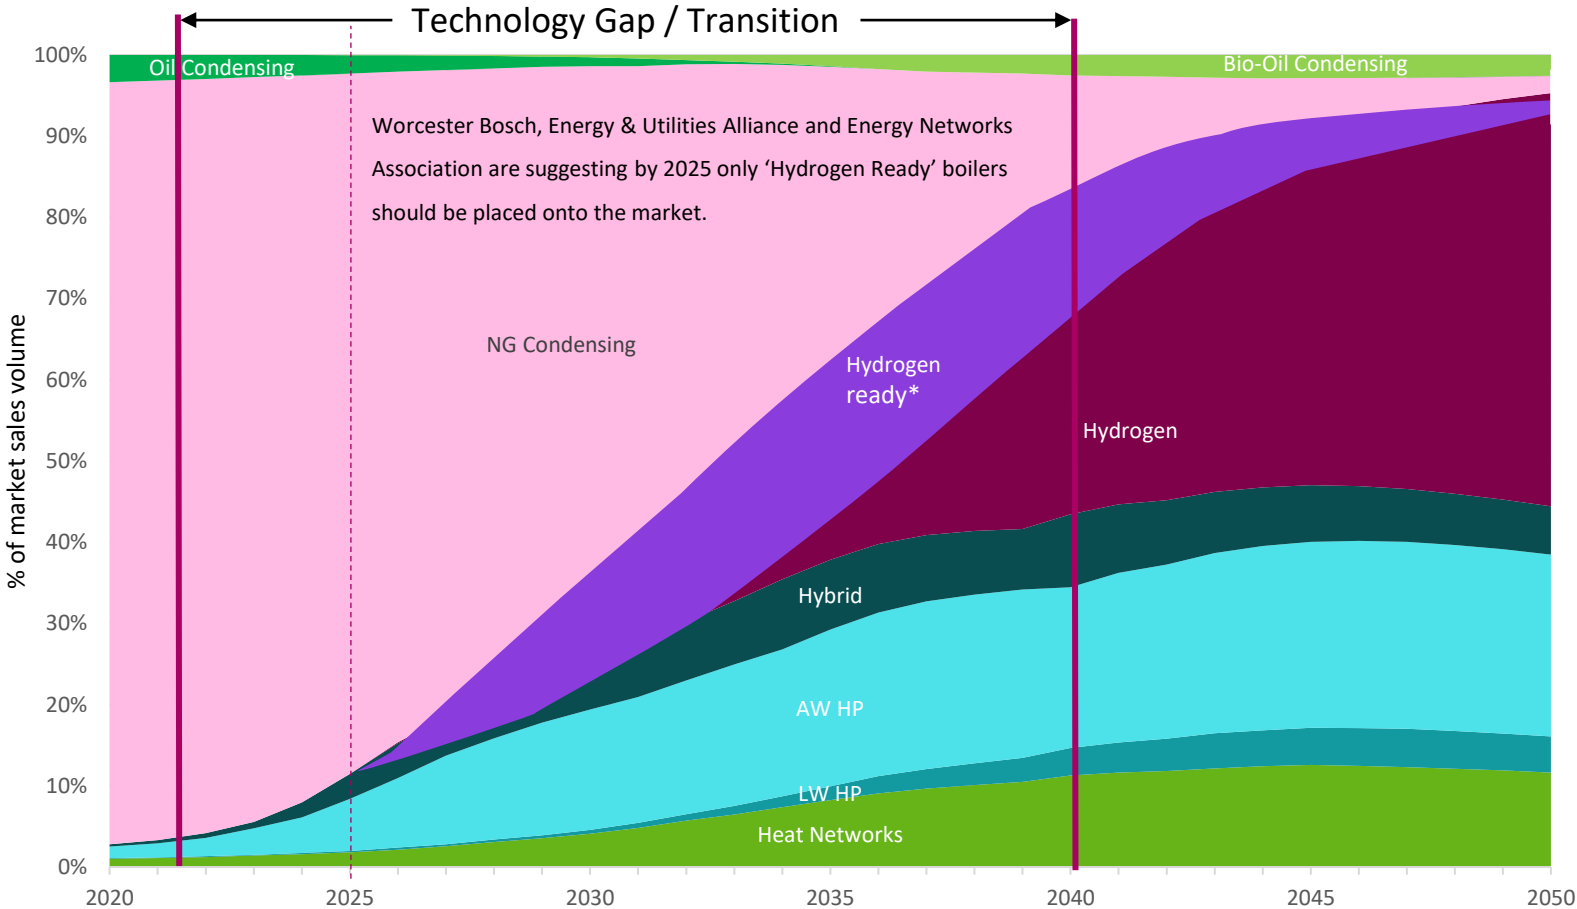 Technology Gap / Transition
100%
90%
80%
70%
60%
50%
40%
30%
20%
10%
0%
% of market sales volume
Oil Condensing
Bio-Oil Condensing
Worcester Bosch, Energy & Utilities Alliance and Energy Networks
Association are suggesting by 2025 only ‘Hydrogen Ready’ boilers
should be placed onto the market.
NG Condensing
Hydrogen
ready*
Hydrogen
Hybrid
AW HP
LW HP
Heat Networks
2020
2025
2030
2035
2040
2045
2050